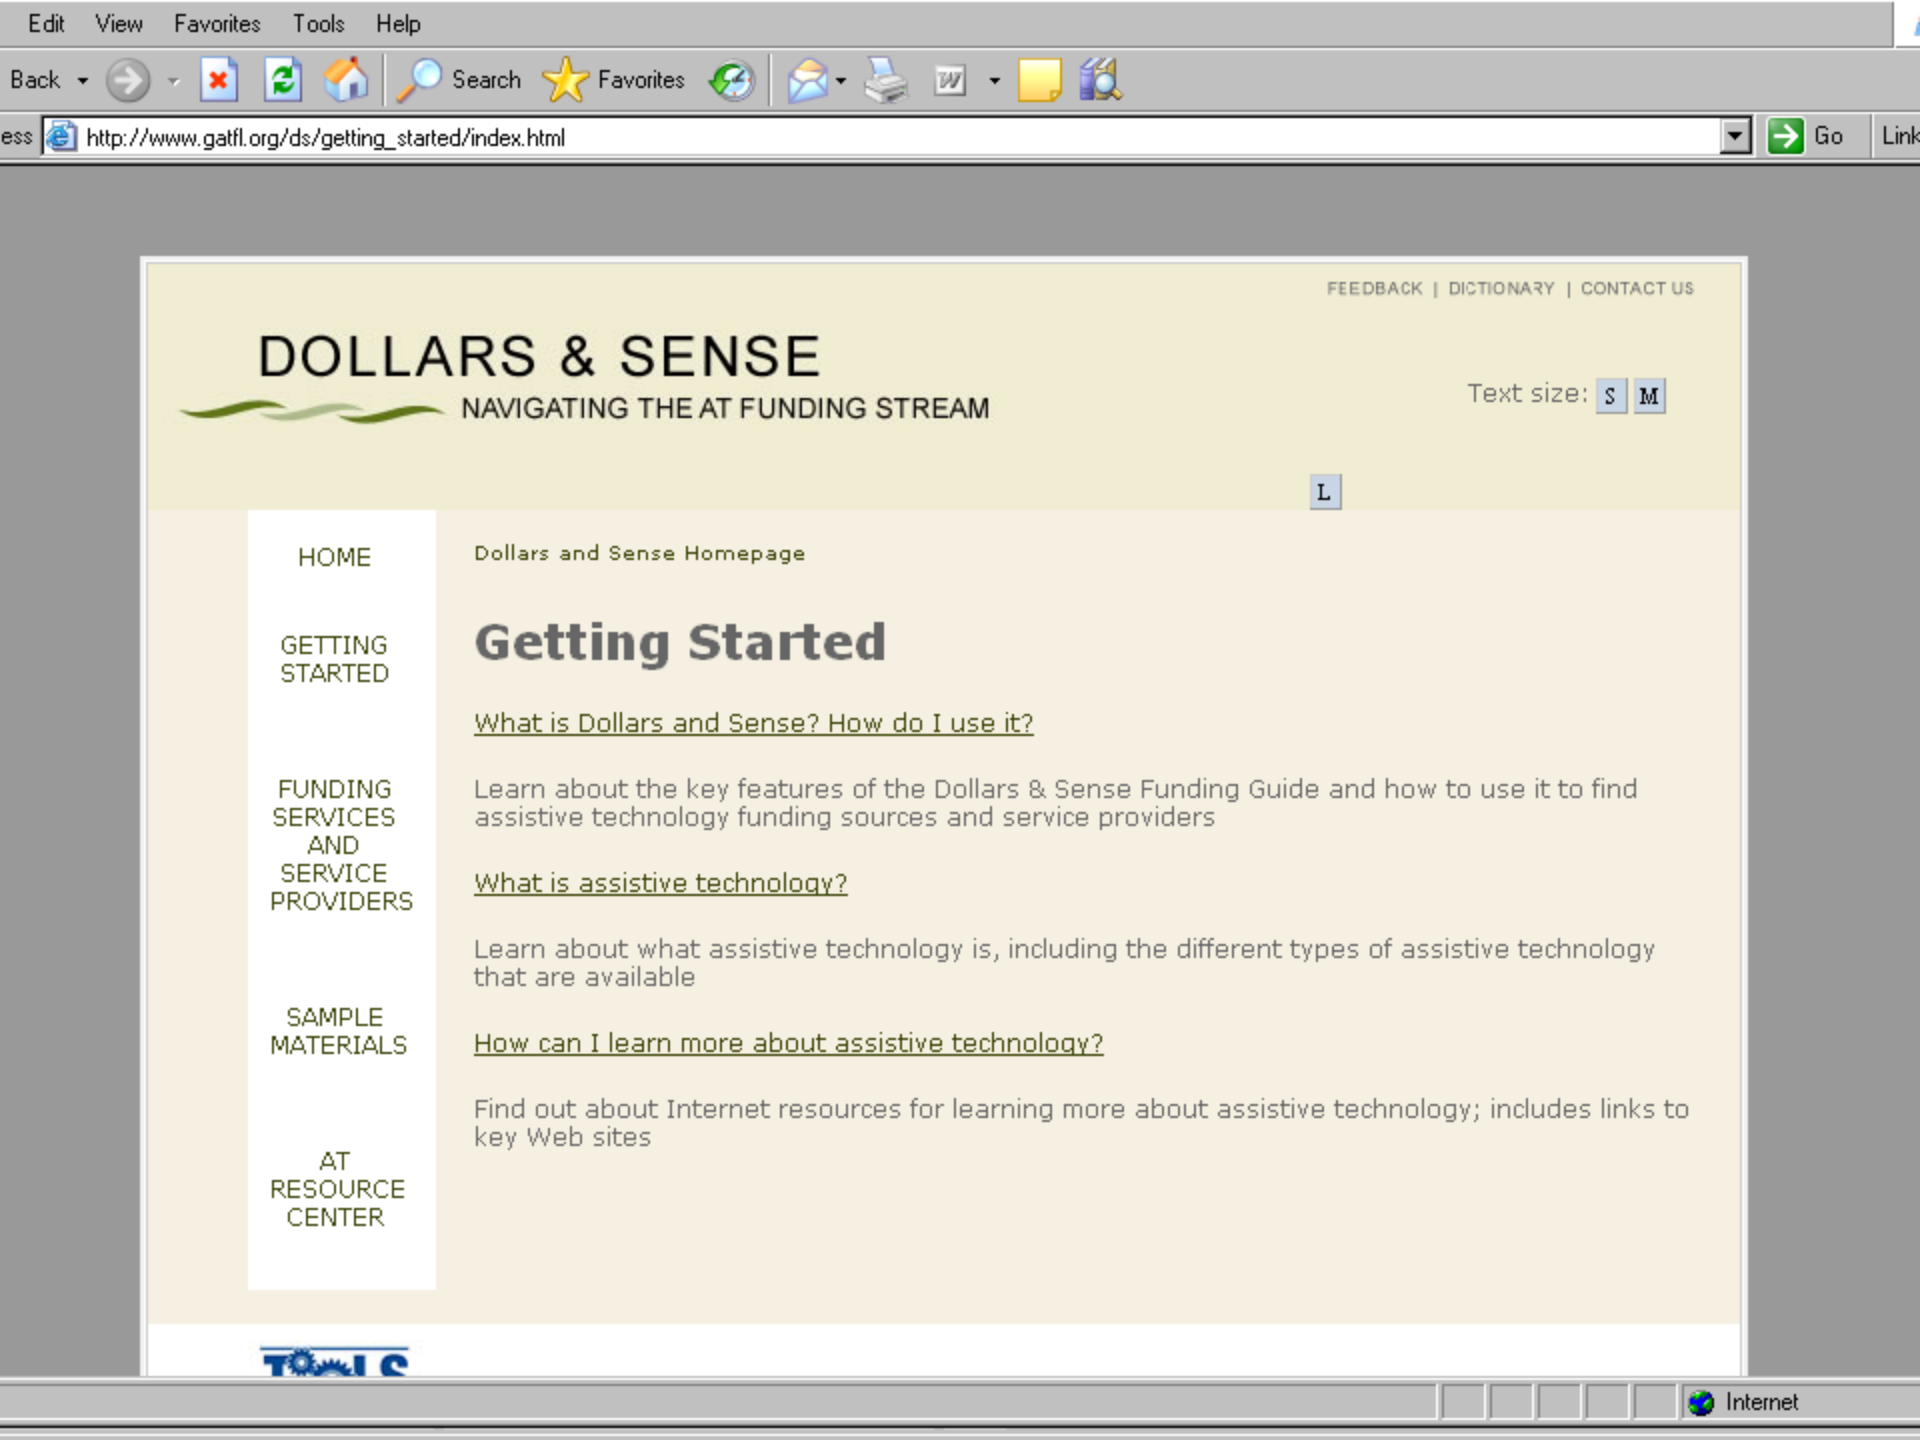 Edit View Favorites Tools Help
Back Search Favorites
ess http://www.gatfl.org/ds/getting_started/index.html Go Link
FEEDBACK | DICTIONARY | CONTACT US
DOLLARS & SENSE
NAVIGATING THE AT FUNDING STREAM
Text size: S M
L
HOME
GETTING
STARTED
FUNDING
SERVICES
AND
SERVICE
PROVIDERS
SAMPLE
MATERIALS
AT
RESOURCE
CENTER
Dollars and Sense Homepage
Getting Started
What is Dollars and Sense? How do I use it?
Learn about the key features of the Dollars & Sense Funding Guide and how to use it to find
assistive technology funding sources and service providers
What is assistive technology?
Learn about what assistive technology is, including the different types of assistive technology
that are available
How can I learn more about assistive technology?
Find out about Internet resources for learning more about assistive technology; includes links to
key Web sites
TOOLS
Internet